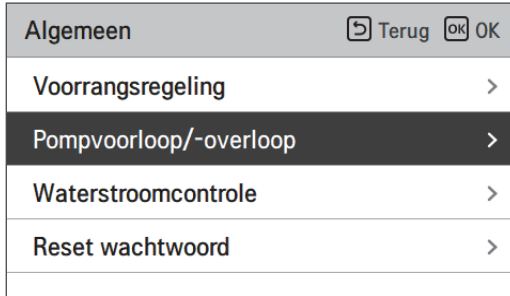 Algemeen Terug OK OK
Voorrangsregeling
Pompvoorloop/-overloop
Waterstroomcontrole
Reset wachtwoord